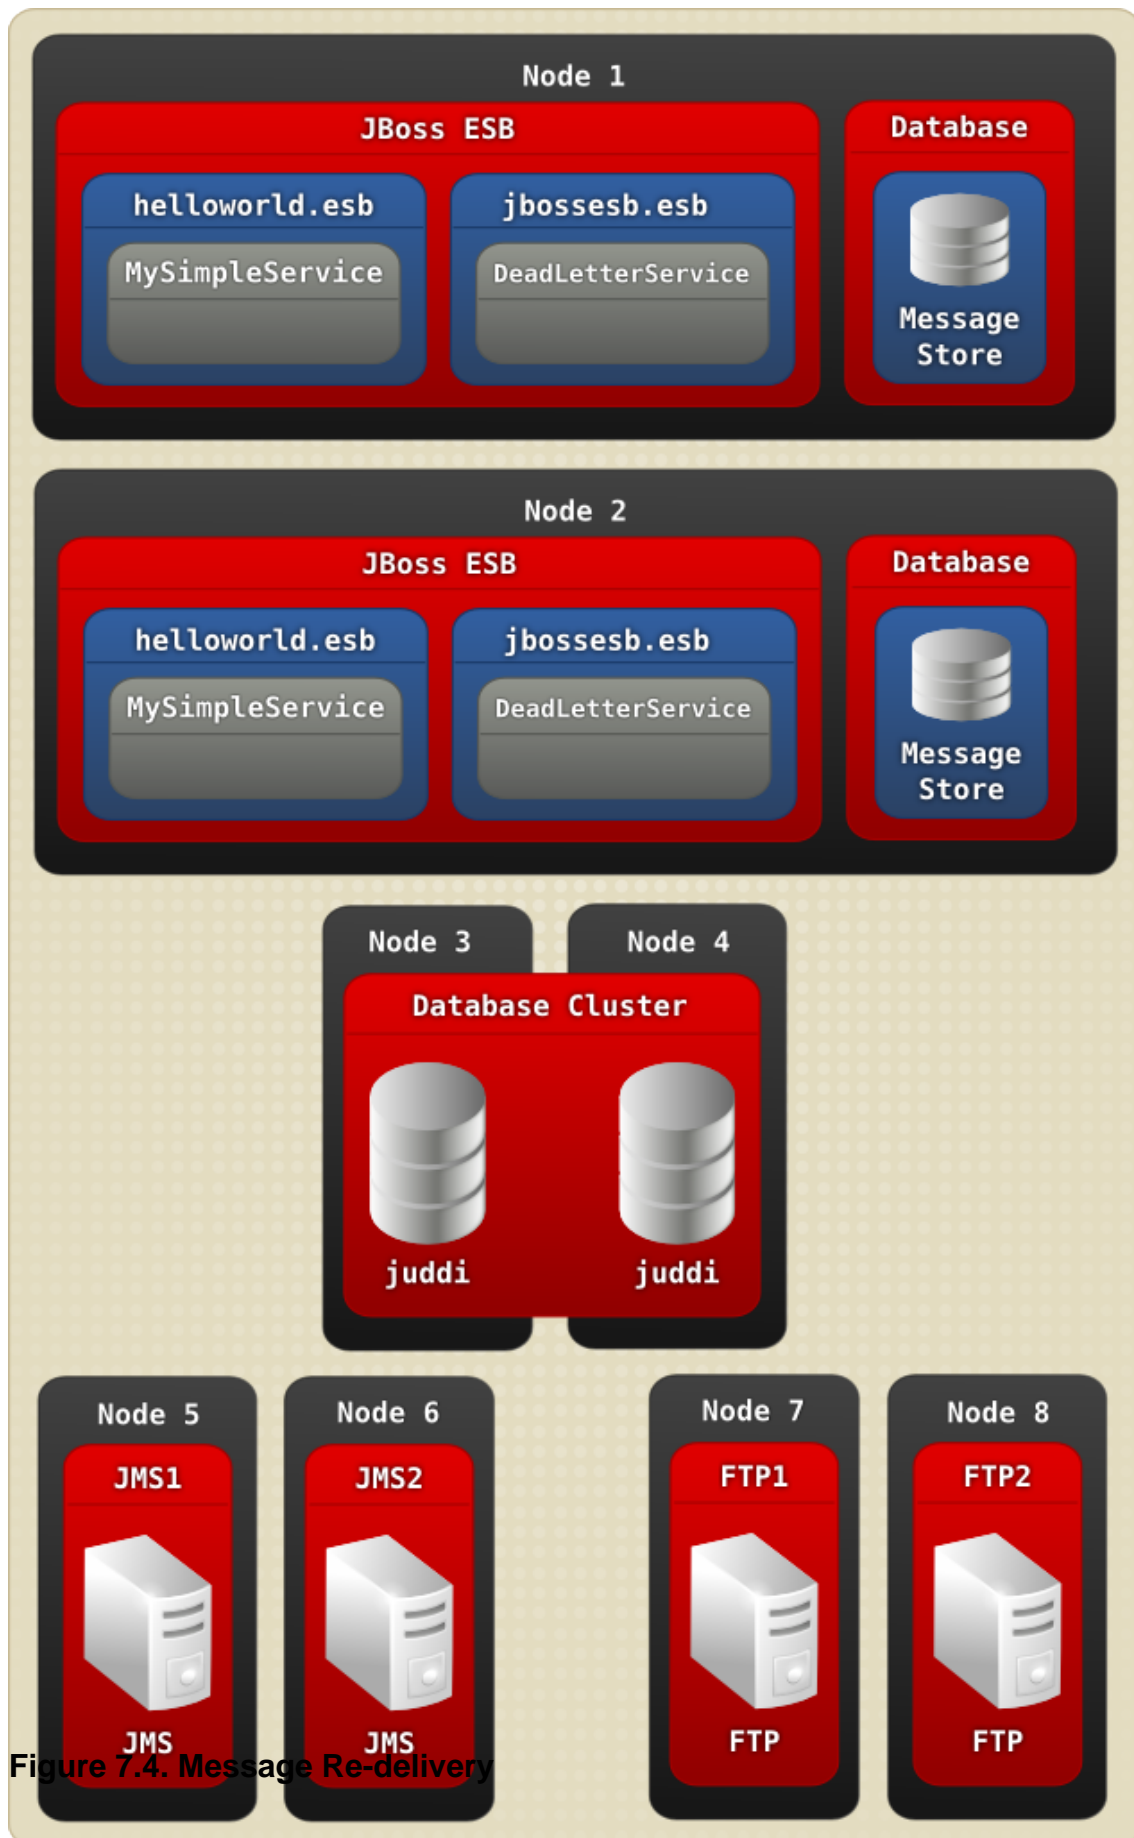 Node 1
JBoss ESB
Database
helloworld.esb
jbossesb.esb
MySimpleService
DeadLetterService
Message
Store
Node 2
JBoss ESB
Database
helloworld.esb
jbossesb.esb
MySimpleService
DeadLetterService
Message
Store
Node 3
Node 4
Database Cluster
juddi
juddi
Node 5
Node 6
Node 7
Node 8
JMS1
JMS2
FTP1
FTP2
JMS
JMS
FTP
FTP
Figure 7.4. Message Re-delivery